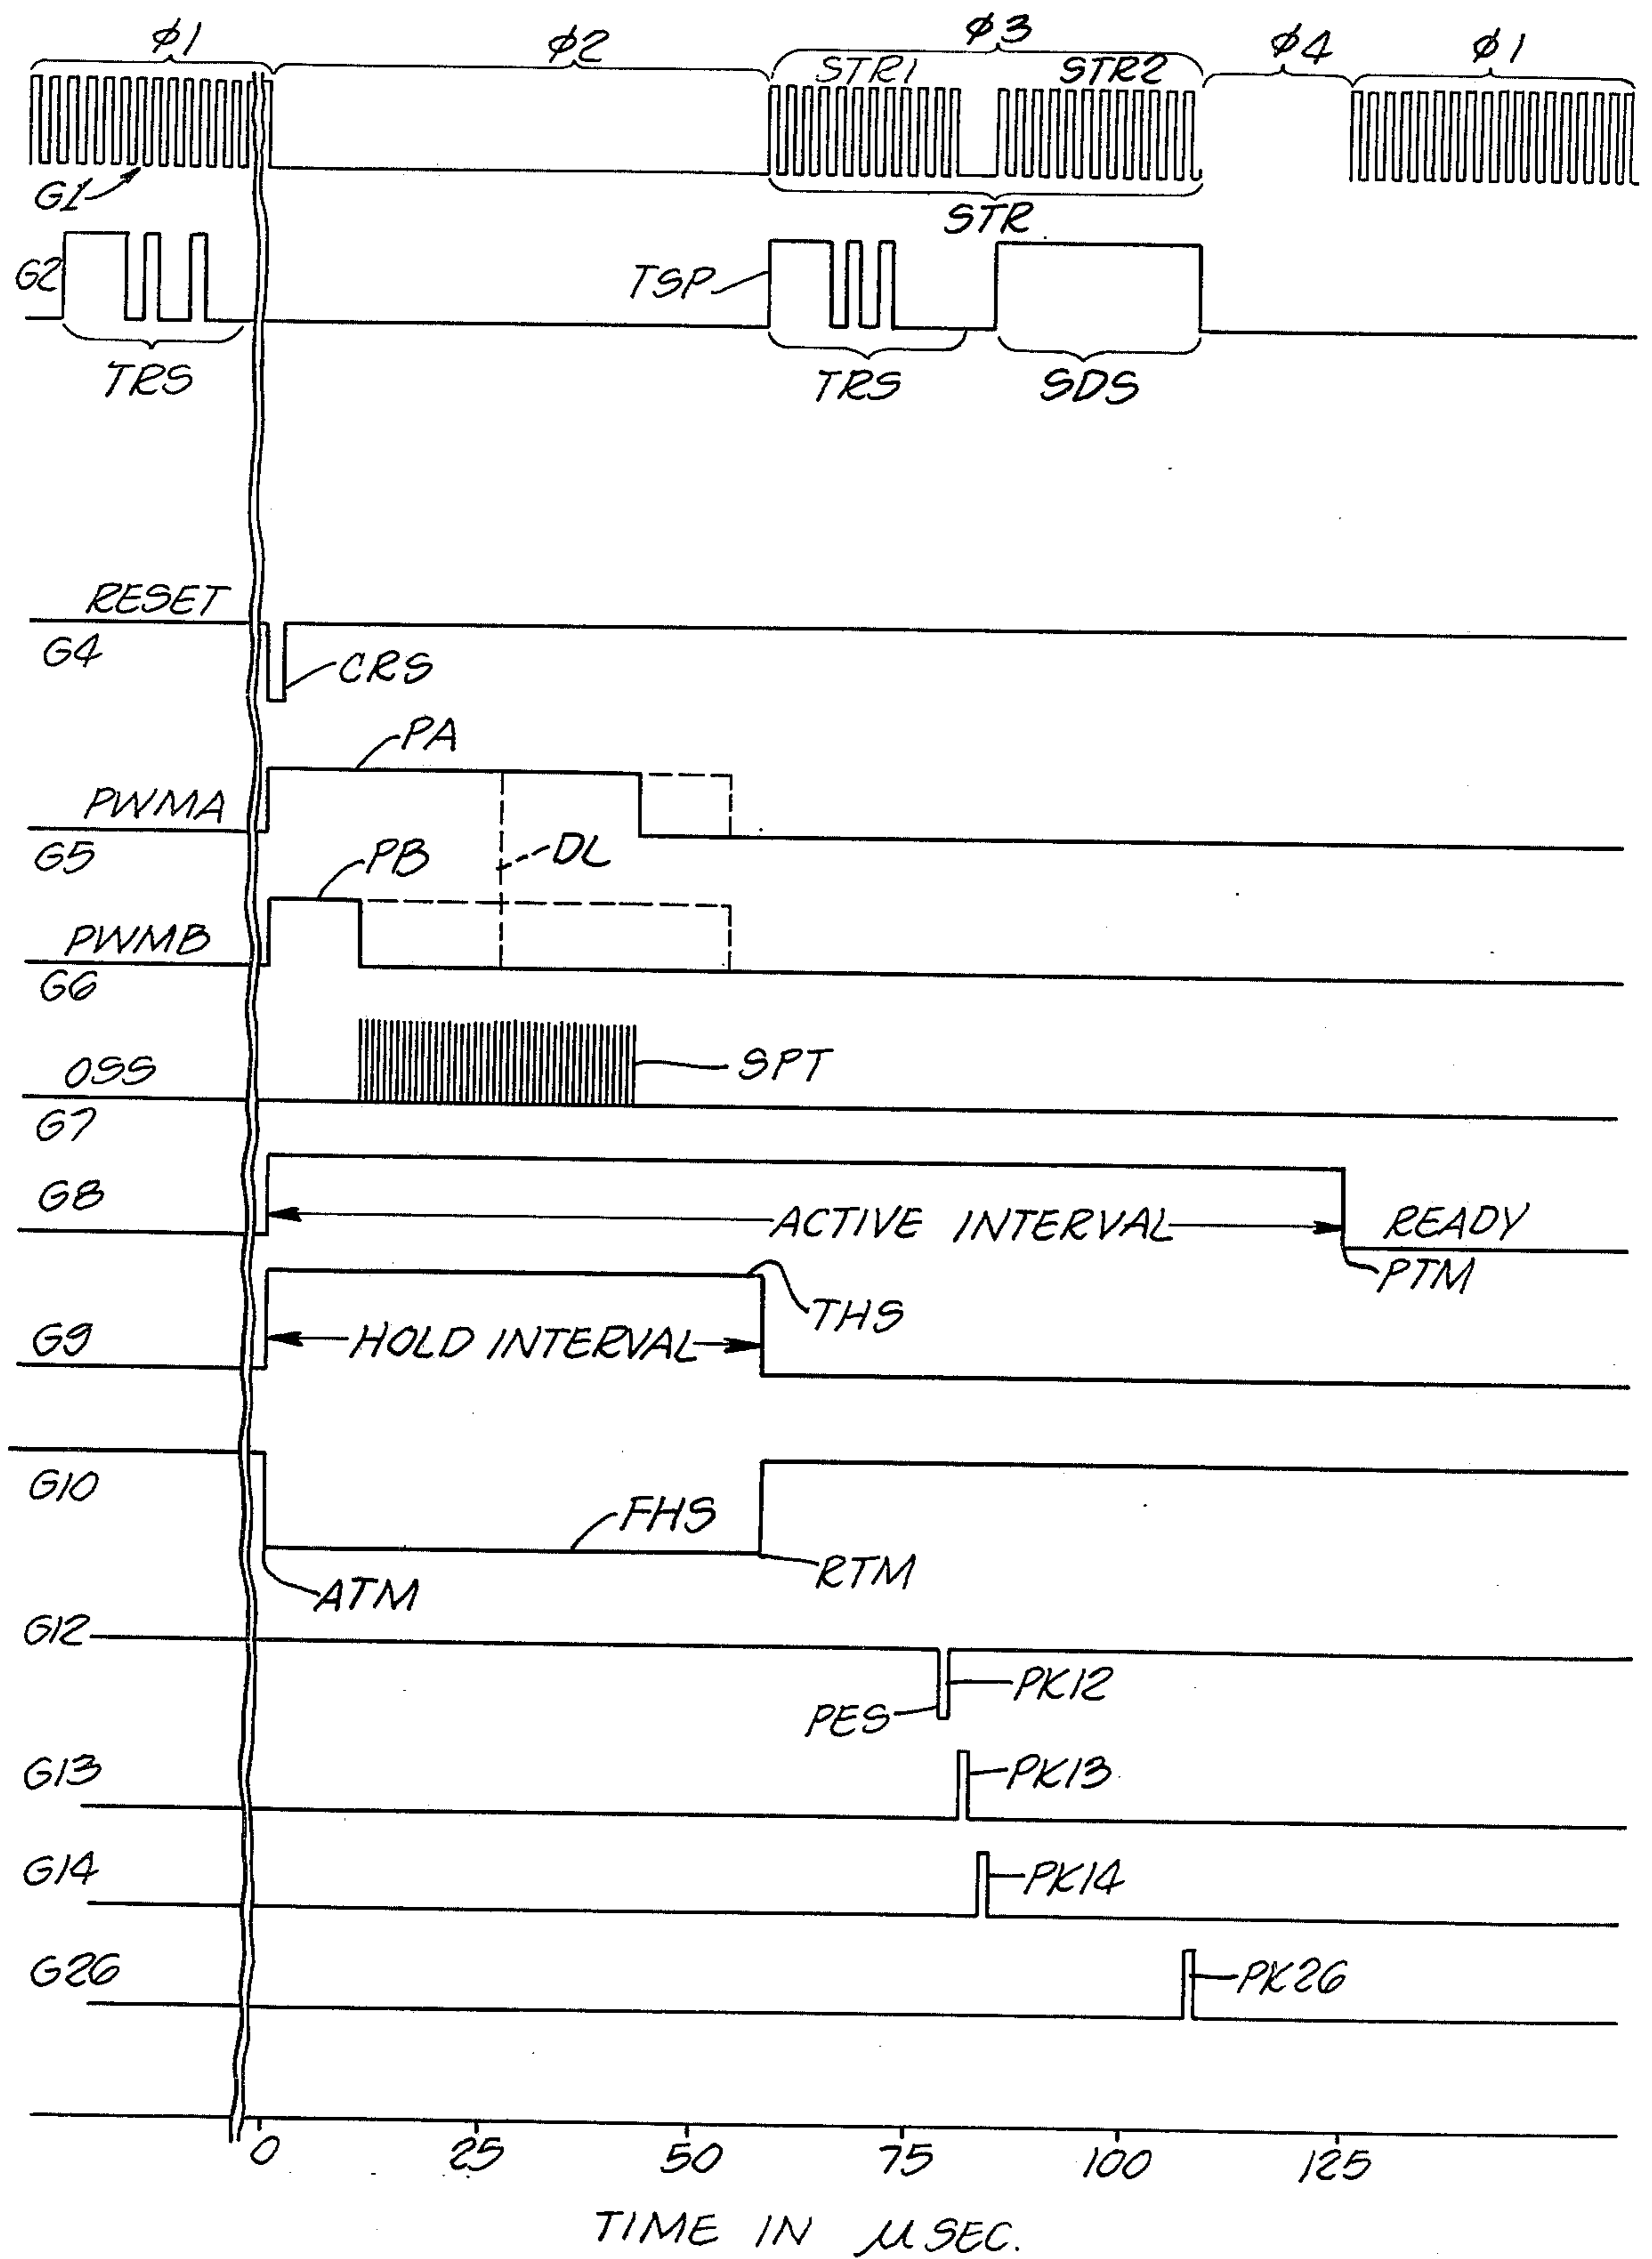 φ1 φ2 φ3 φ4 φ1
STR1 STR2
G1
STR
G2
TSP
TRS TRS SDS
RESET
G4
CRS
PA
PWMA
G5
PB
DL
PWMB
G6
OSS
SPT
G7
G8
ACTIVE INTERVAL
READY
PTM
THS
G9
HOLD INTERVAL
G10
FHS
RTM
ATM
G12
PK12
PES
G13
PK13
G14
PK14
G26
PK26
0 25 50 75 100 125
TIME IN μSEC.